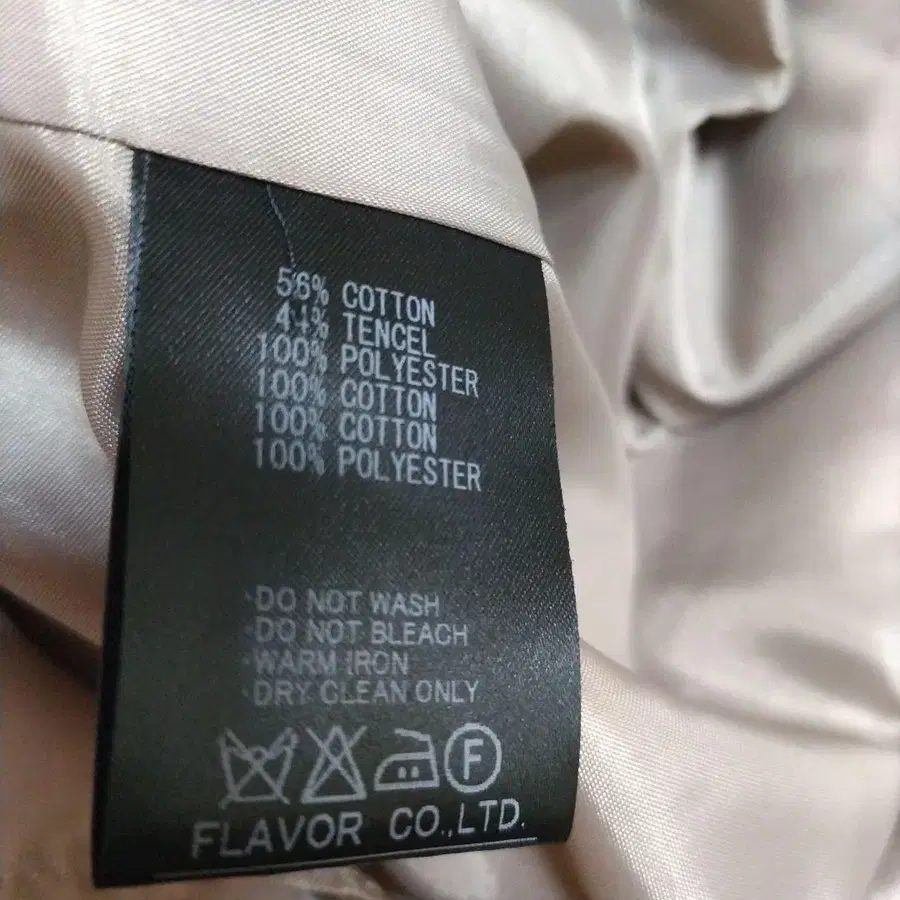 56% COTTON
44% TENCEL
100% POLYESTER
100% COTTON
100% COTTON
100% POLYESTER
·DO NOT WASH
·DO NOT BLEACH
·WARM IRON
·DRY CLEAN ONLY
F
FLAVOR CO.,LTD.